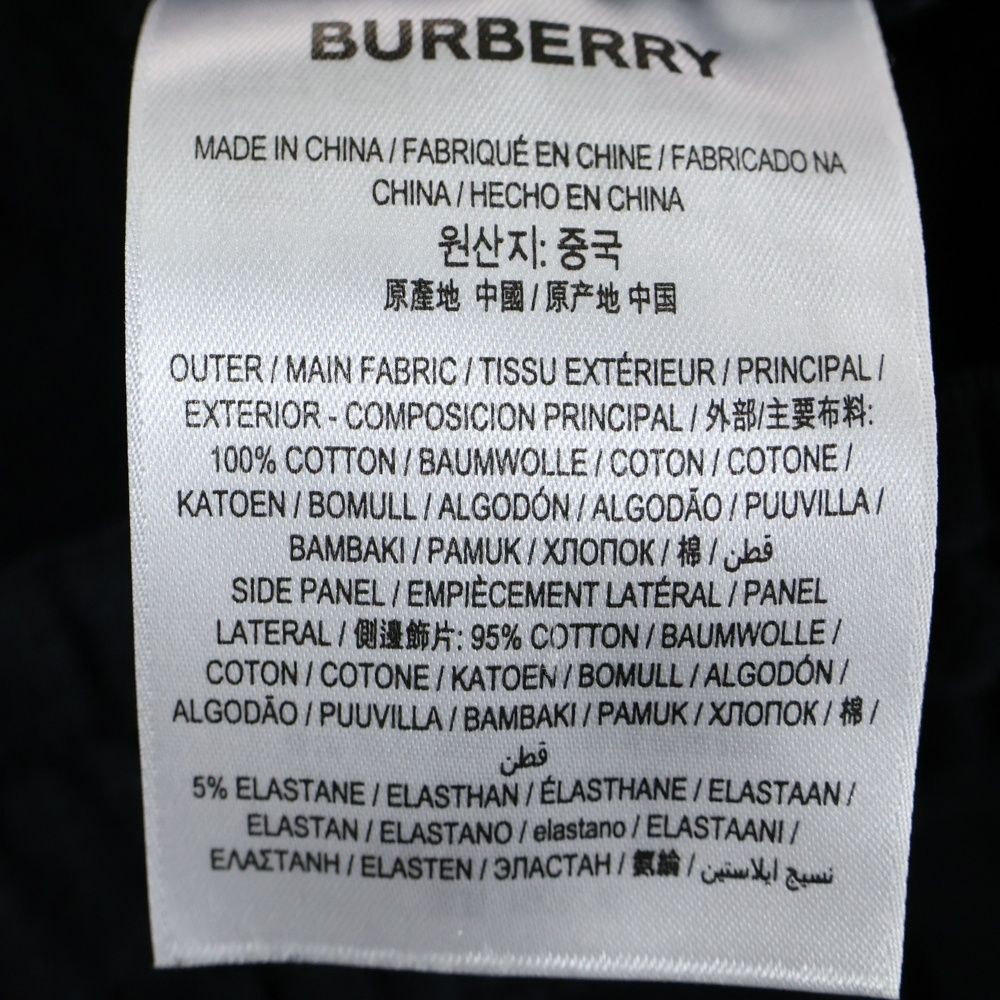 BURBERRY
MADE IN CHINA / FABRIQUÉ EN CHINE / FABRICADO NA
CHINA / HECHO EN CHINA
원산지: 중국
原產地 中國 / 原产地 中国
OUTER / MAIN FABRIC / TISSU EXTÉRIEUR / PRINCIPAL /
EXTERIOR - COMPOSICION PRINCIPAL / 外部/主要布料:
100% COTTON / BAUMWOLLE / COTON / COTONE /
KATOEN / BOMULL / ALGODÓN / ALGODÃO / PUUVILLA /
BAMBAKI / PAMUK / ХЛОПОК / 棉 / قطن
SIDE PANEL / EMPIÈCEMENT LATÉRAL / PANEL
LATERAL / 側邊飾片: 95% COTTON / BAUMWOLLE /
COTON / COTONE / KATOEN / BOMULL / ALGODÓN /
ALGODÃO / PUUVILLA / BAMBAKI / PAMUK / ХЛОПОК / 棉 /
قطن
5% ELASTANE / ELASTHAN / ÉLASTHANE / ELASTAAN /
ELASTAN / ELASTANO / elastano / ELASTAANI /
ΕΛΑΣΤΑΝΗ / ELASTEN / ЭЛАСТАН / 氨綸 / نسيج ايلاستين